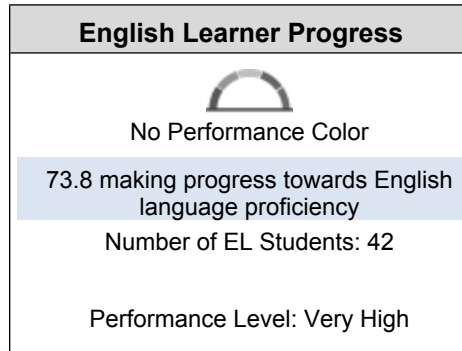 English Learner Progress
No Performance Color
73.8 making progress towards English
language proficiency
Number of EL Students: 42
Performance Level: Very High